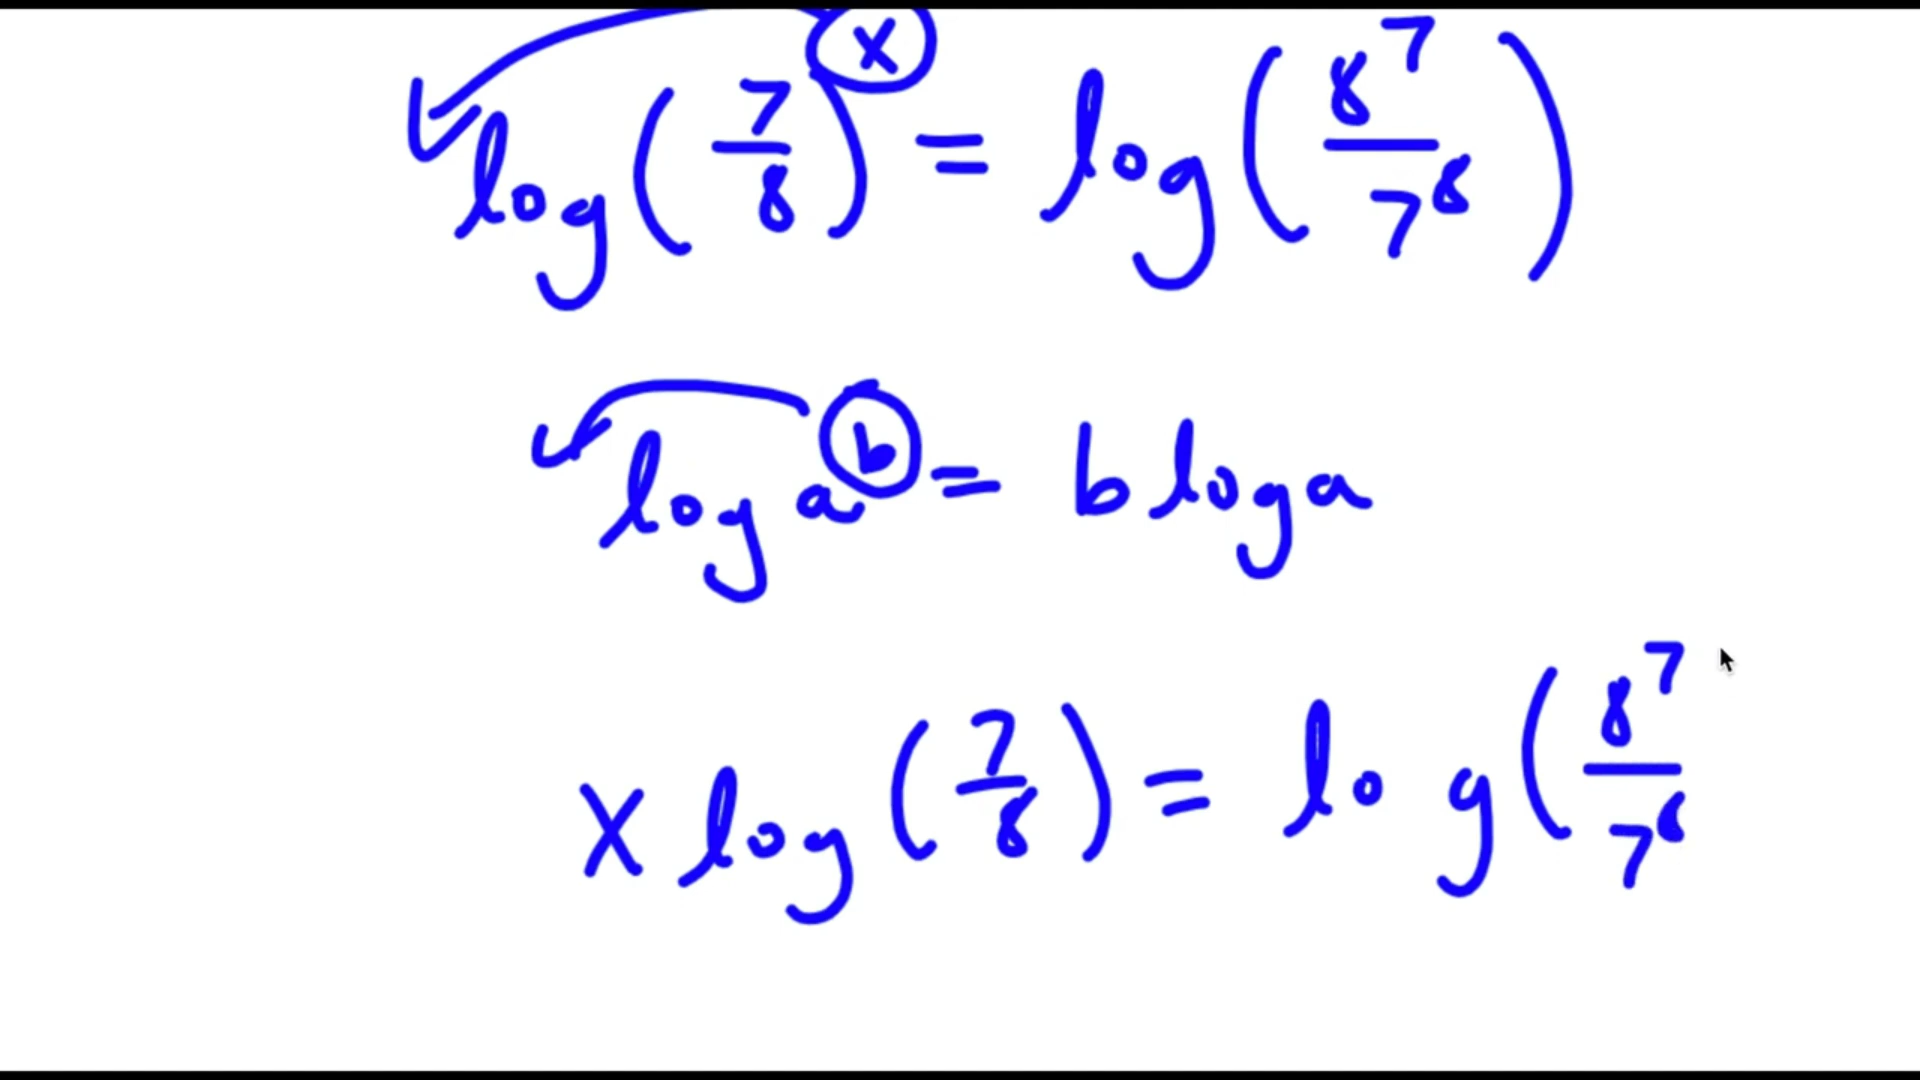 log(7/8)^x = log(8^7/7^8)
log a^b = b log a
x log(7/8) = log(8^7/7^8